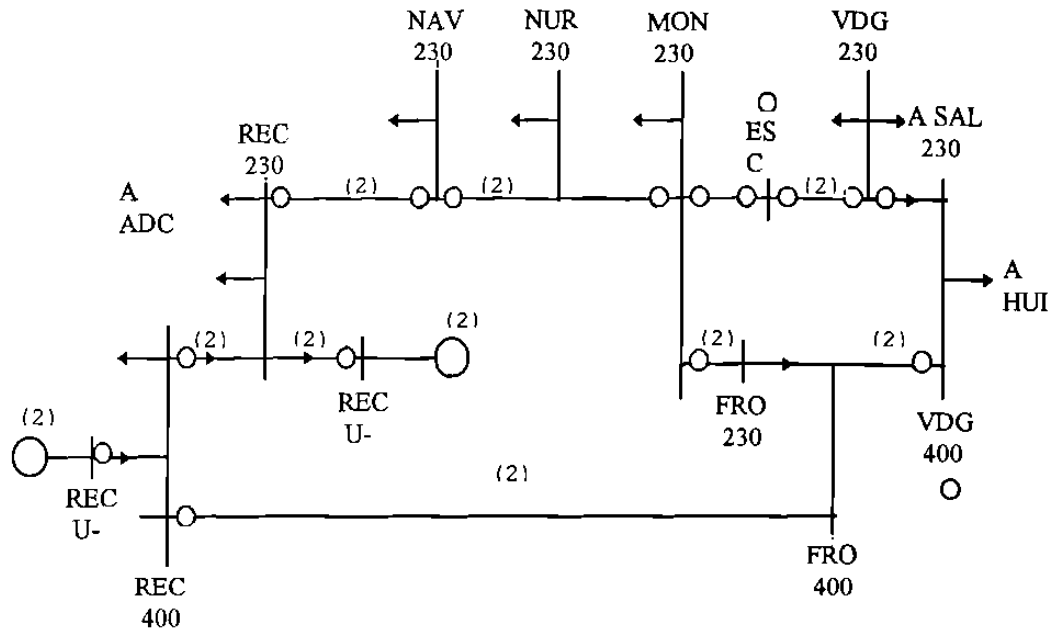 NAV
230
NUR
230
MON
230
VDG
230
REC
230
ES
C
A SAL
230
(2)
(2)
(2)
A
ADC
A
HUI
(2)
(2)
(2)
(2)
(2)
REC
U-
FRO
230
VDG
400
(2)
REC
U-
(2)
REC
400
FRO
400